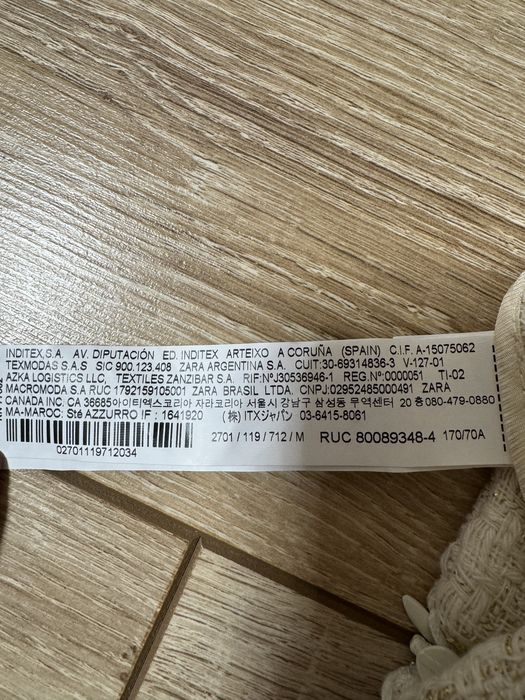 INDITEX,S.A. AV. DIPUTACIÓN ED. INDITEX ARTEIXO A CORUÑA (SPAIN) C.I.F. A-15075062
TEXMODAS S.A.S SIC 900.123.408 ZARA ARGENTINA S.A. CUIT:30-69314836-3 V-127-01
AZKA LOGISTICS LLC, TEXTILES ZANZIBAR S.A. RIF:NºJ30536946-1 REG.Nº:0000051 TI-02
MACROMODA S.A RUC 1792159105001 ZARA BRASIL LTDA. CNPJ.:02952485000491 ZARA
CANADA INC. CA 36685아이티엑스코리아 자라코리아 서울시 강남구 삼성동 무역센터 20층 080-479-0880
MA-MAROC: Sté AZZURRO IF : 1641920 (株) ITXジャパン 03-6415-8061
02701119712034
2701 / 119 / 712 / M RUC 80089348-4 170/70A